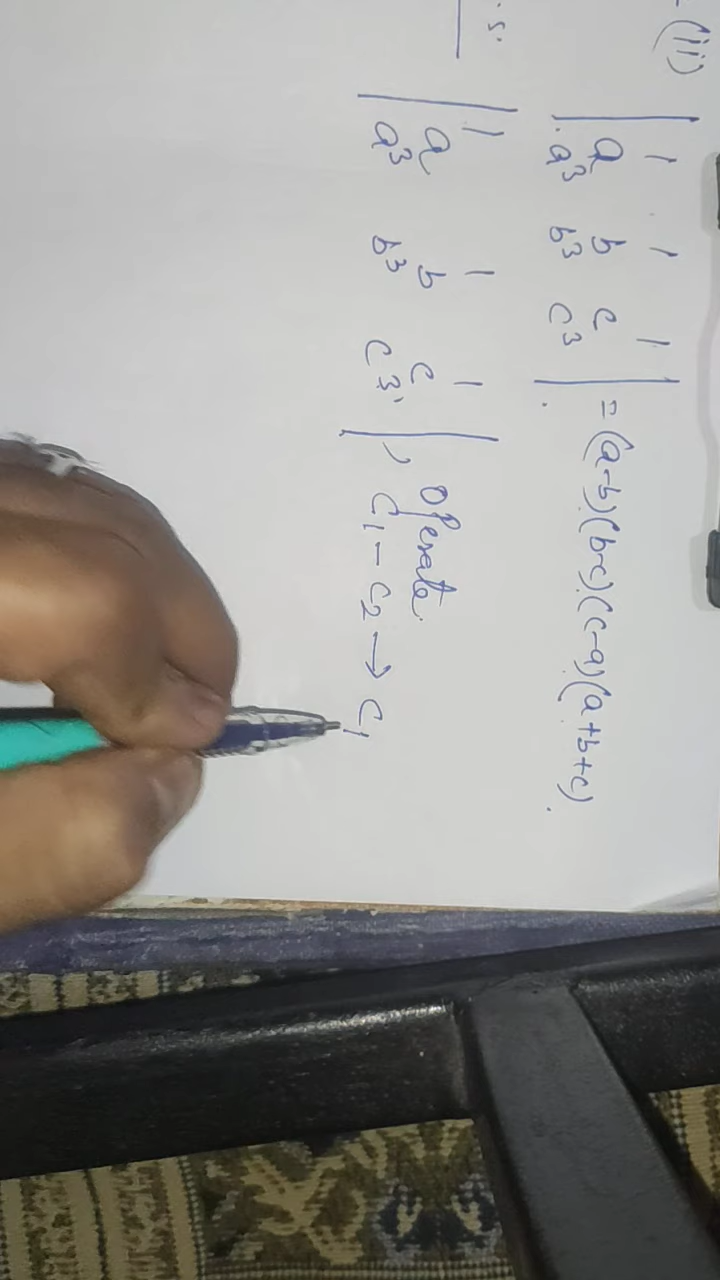 (ii) | 1 1 1 |
| a b c | = (a-b)(b-c)(c-a)(a+b+c).
| a³ b³ c³ |
.s.
| 1 1 1 |
| a b c | operate
| a³ b³ c³ | , C₁ - C₂ → C₁